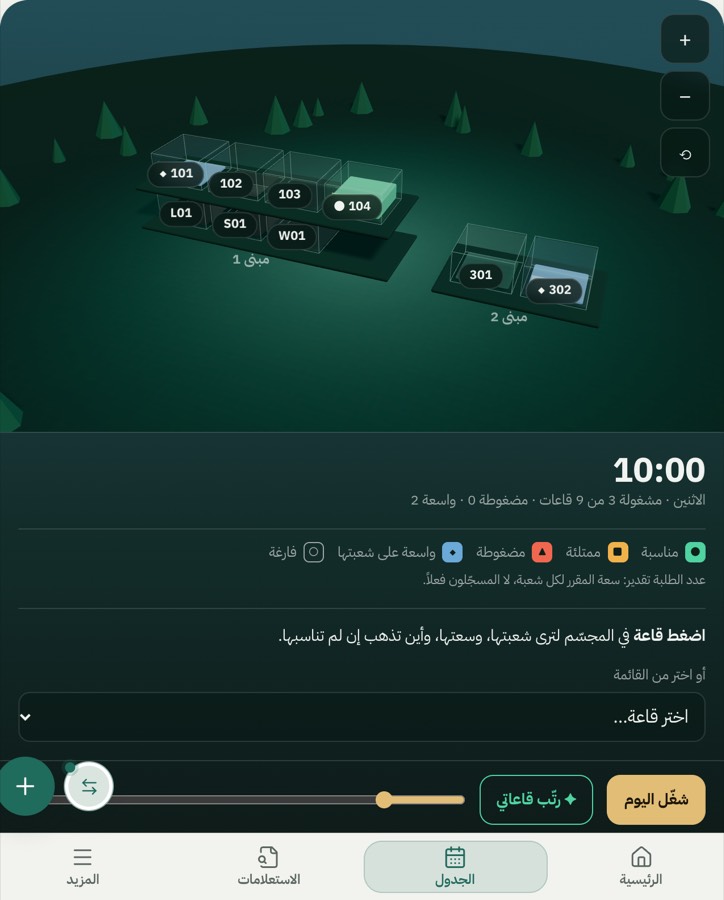 +
−
◆ 101
102
103
● 104
L01
S01
W01
مبنى 1
301
◆ 302
مبنى 2
10:00
الاثنين · مشغولة 3 من 9 قاعات · مضغوطة 0 · واسعة 2
مناسبة ممتلئة مضغوطة واسعة على شعبتها فارغة
عدد الطلبة تقدير: سعة المقرر لكل شعبة، لا المسجّلون فعلاً.
اضغط قاعة في المجسّم لترى شعبتها، وسعتها، وأين تذهب إن لم تناسبها.
أو اختر من القائمة
اختر قاعة...
شغّل اليوم
✦ رتّب قاعاتي
+
الرئيسية
الجدول
الاستعلامات
المزيد